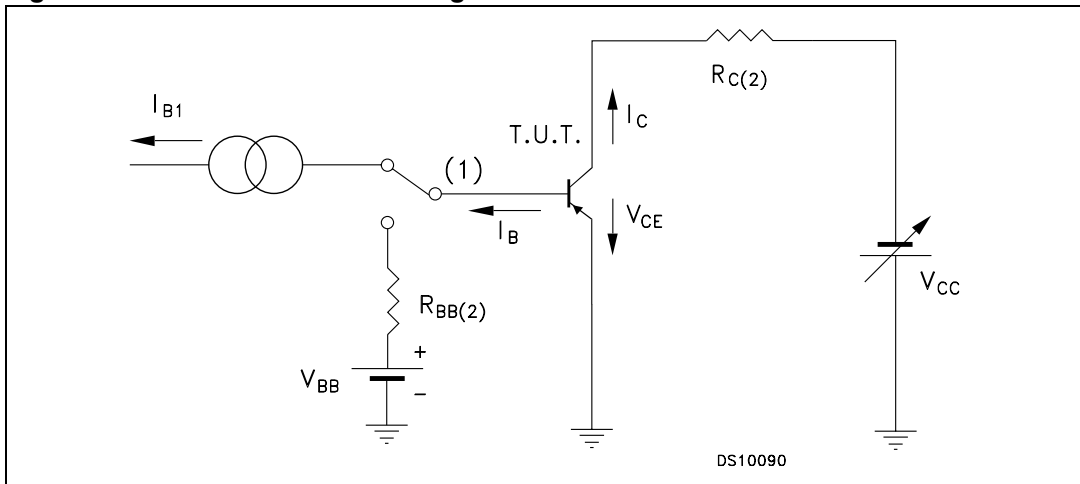 R_C(2)
I_B1
I_C
T.U.T.
(1)
V_CE
I_B
V_CC
R_BB(2)
+
V_BB
−
DS10090